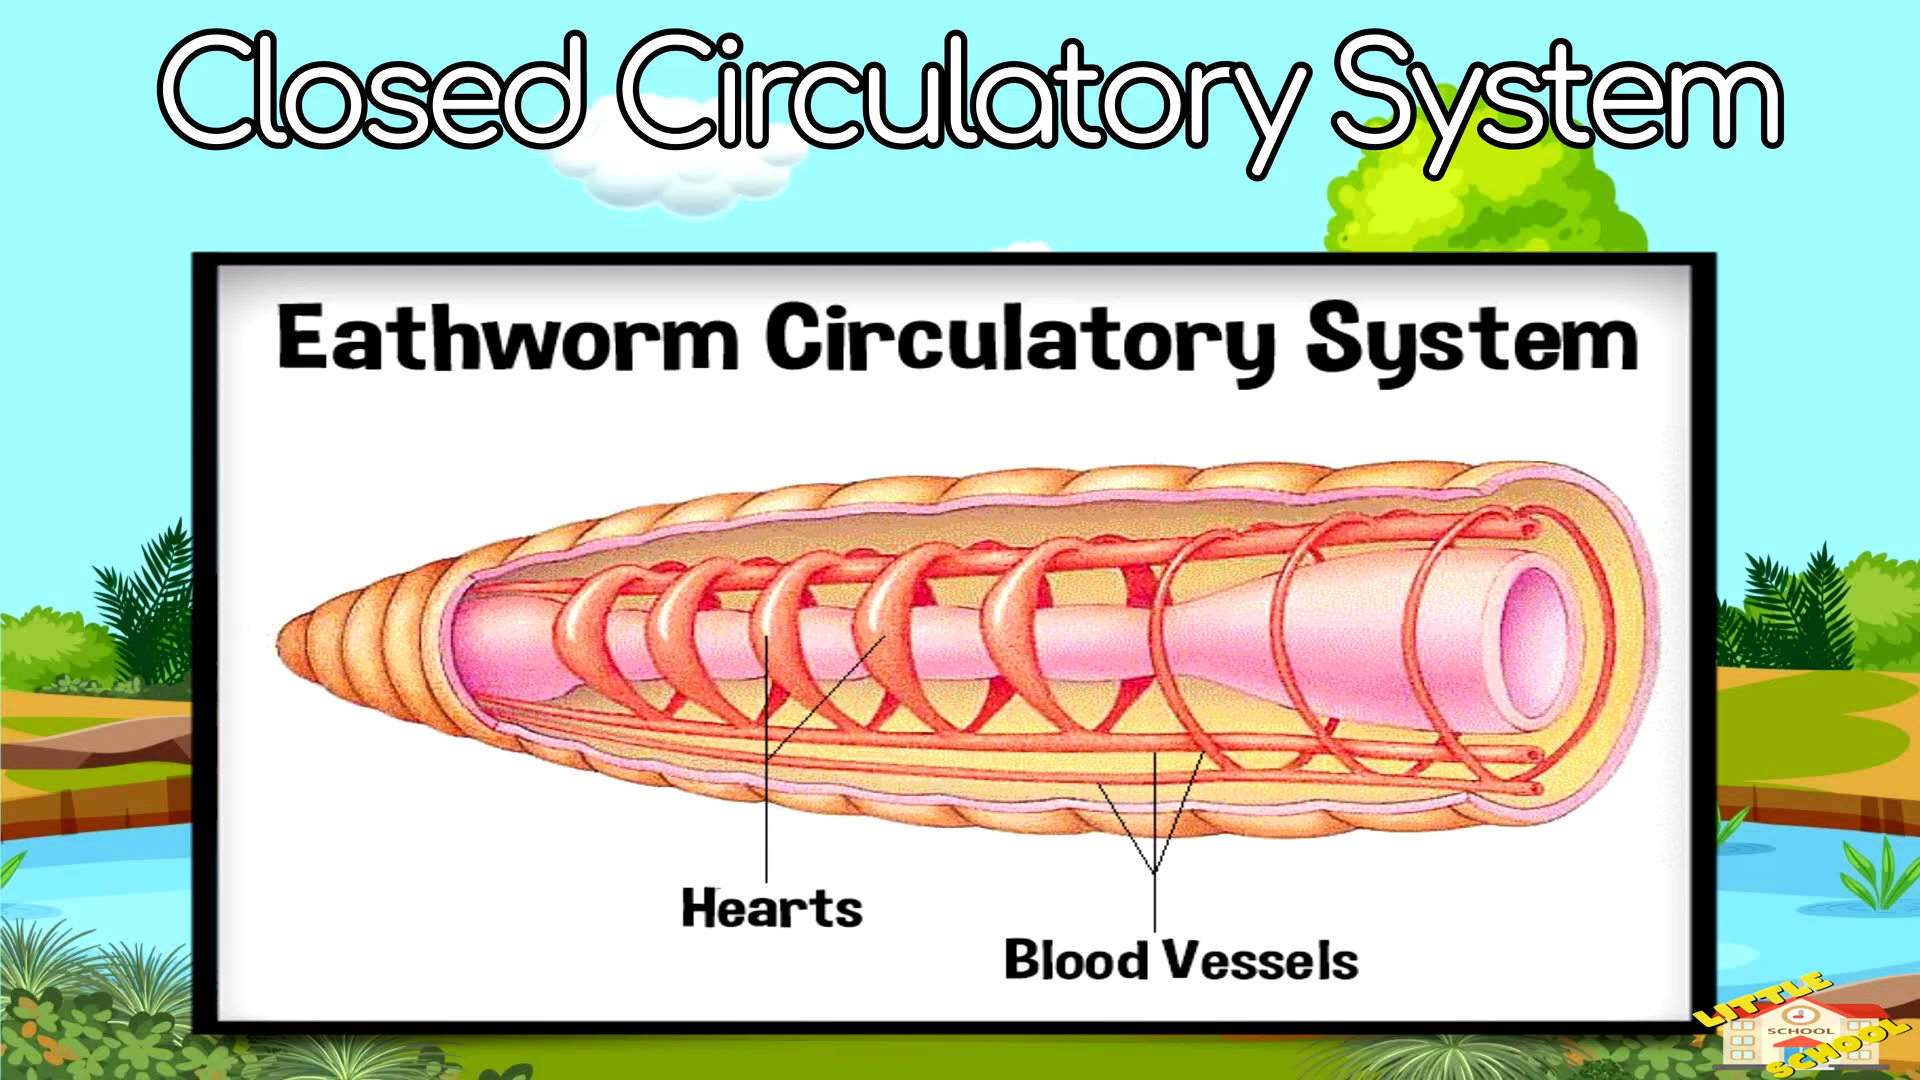 Closed Circulatory System
Eathworm Circulatory System
Hearts
Blood Vessels
LITTLE
SCHOOL
SCHOOL